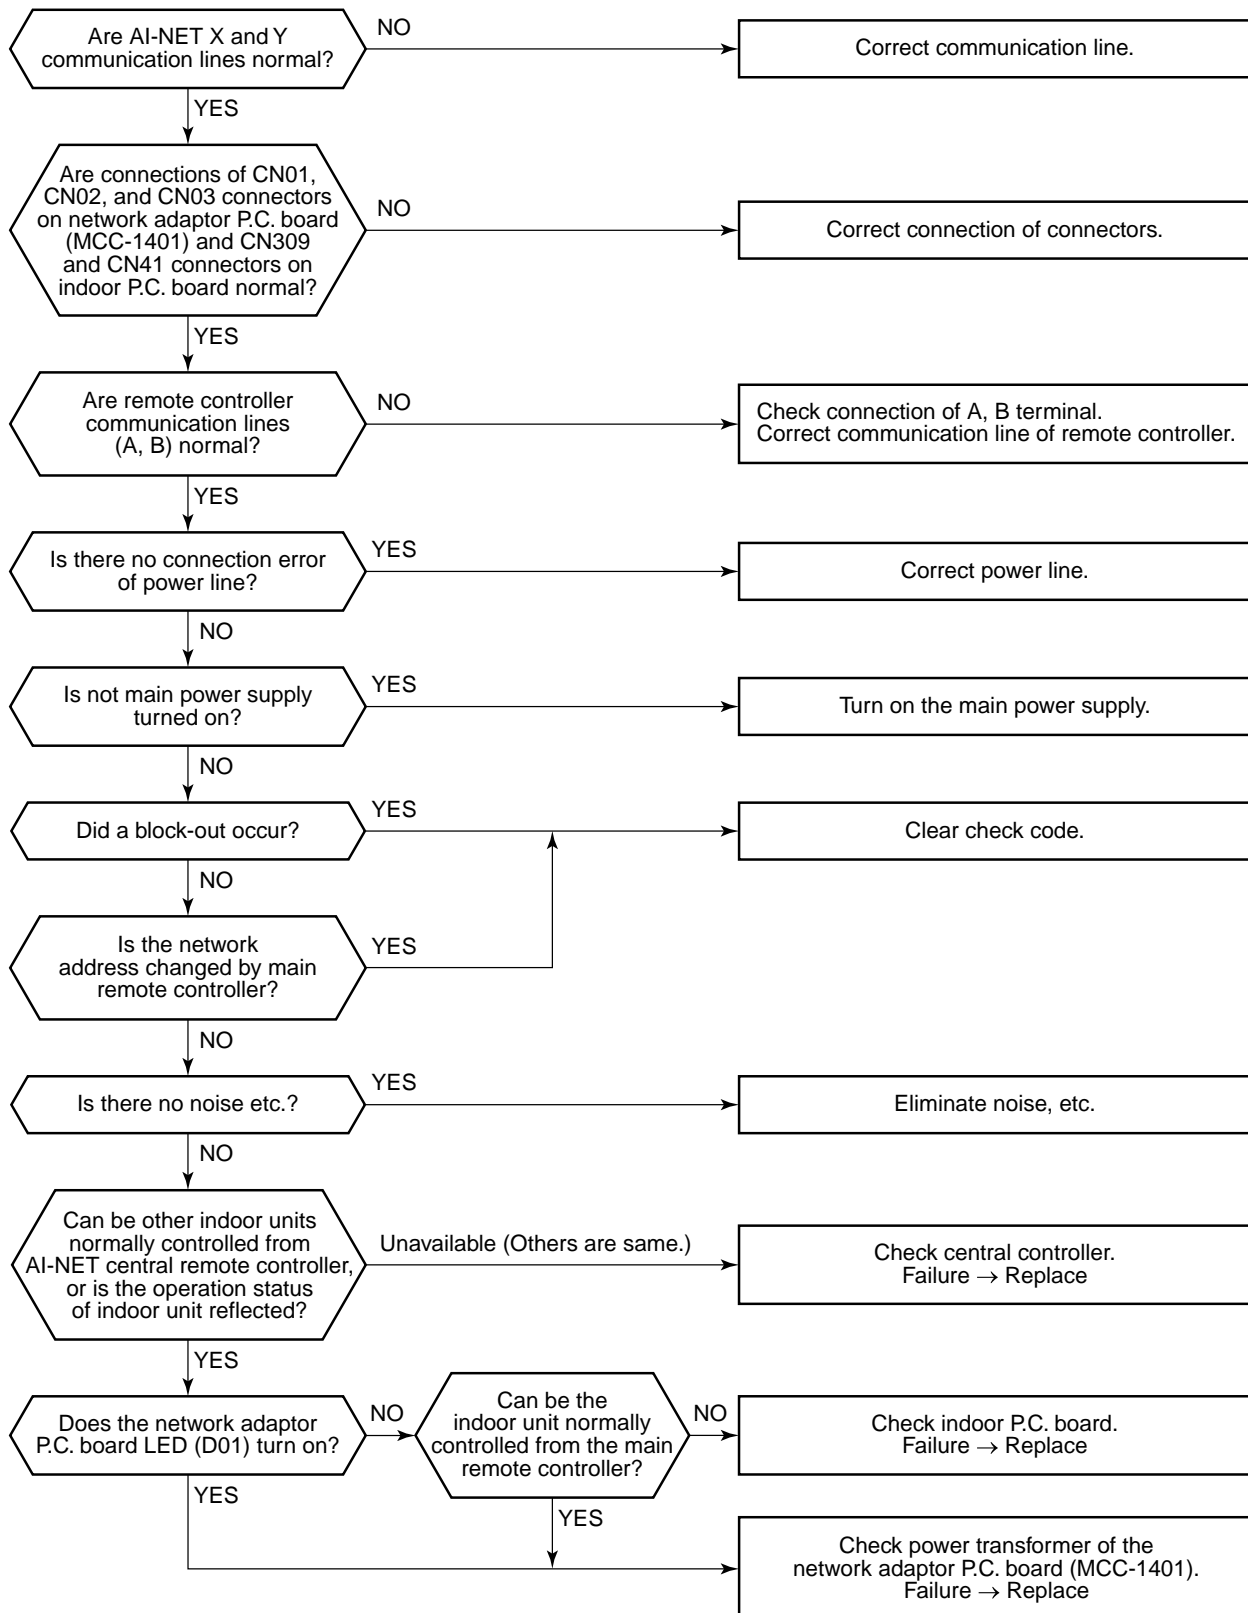 Are AI-NET X and Y
communication lines normal?
NO
Correct communication line.
YES
Are connections of CN01,
CN02, and CN03 connectors
on network adaptor P.C. board
(MCC-1401) and CN309
and CN41 connectors on
indoor P.C. board normal?
NO
Correct connection of connectors.
YES
Are remote controller
communication lines
(A, B) normal?
NO
Check connection of A, B terminal.
Correct communication line of remote controller.
YES
Is there no connection error
of power line?
YES
Correct power line.
NO
Is not main power supply
turned on?
YES
Turn on the main power supply.
NO
Did a block-out occur?
YES
Clear check code.
NO
Is the network
address changed by main
remote controller?
YES
NO
Is there no noise etc.?
YES
Eliminate noise, etc.
NO
Can be other indoor units
normally controlled from
AI-NET central remote controller,
or is the operation status
of indoor unit reflected?
Unavailable (Others are same.)
Check central controller.
Failure → Replace
YES
Does the network adaptor
P.C. board LED (D01) turn on?
NO
Can be the
indoor unit normally
controlled from the main
remote controller?
NO
Check indoor P.C. board.
Failure → Replace
YES
YES
Check power transformer of the
network adaptor P.C. board (MCC-1401).
Failure → Replace